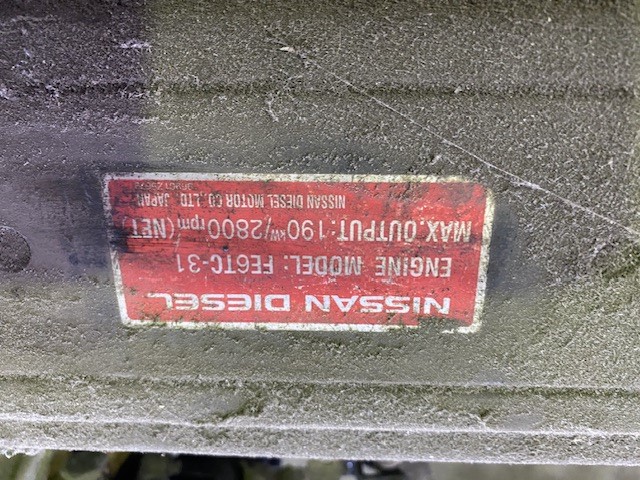 NISSAN DIESEL
ENGINE MODEL: FE6TC-31
MAX. OUTPUT: 190kW/2800rpm (NET)
NISSAN DIESEL MOTOR CO.,LTD. JAPAN